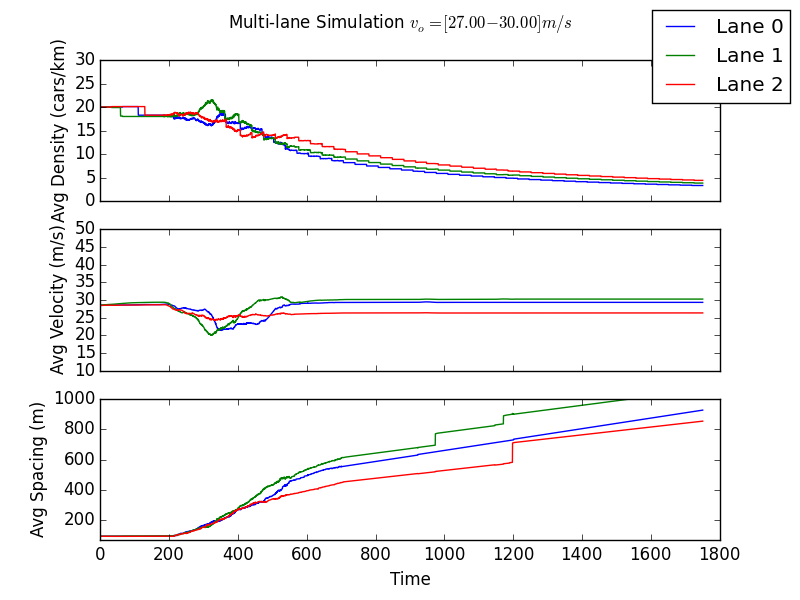 Multi-lane Simulation v_o =[27.00−30.00]m/s
Lane 0
Lane 1
Lane 2
Avg Density (cars/km)
30
25
20
15
10
5
0
Avg Velocity (m/s)
50
45
40
35
30
25
20
15
10
Avg Spacing (m)
1000
800
600
400
200
0 200 400 600 800 1000 1200 1400 1600 1800
Time